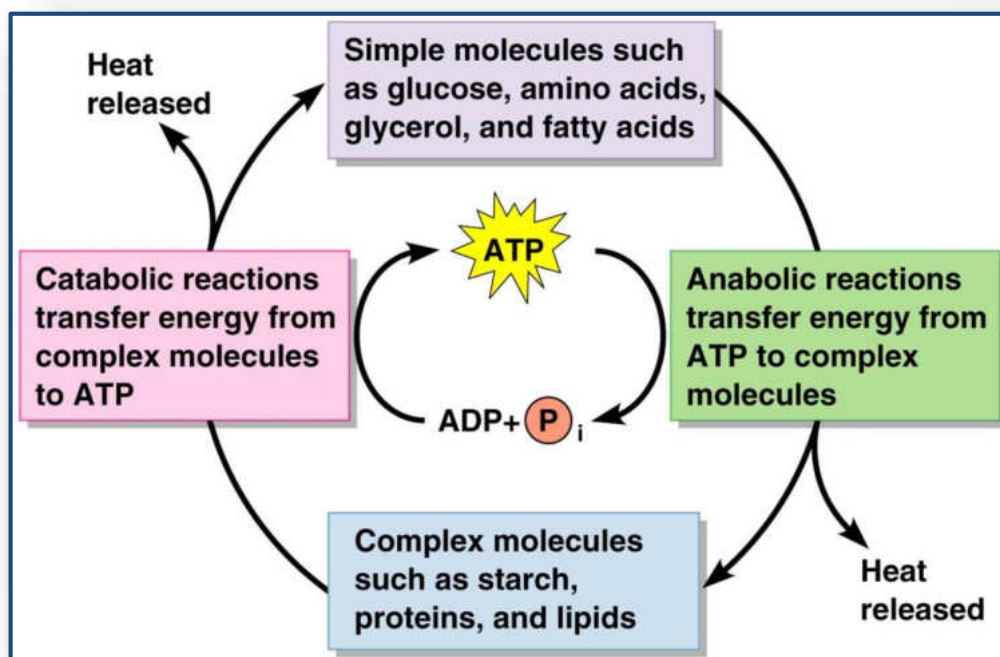 Heat
released
Simple molecules such
as glucose, amino acids,
glycerol, and fatty acids
ATP
Catabolic reactions
transfer energy from
complex molecules
to ATP
Anabolic reactions
transfer energy from
ATP to complex
molecules
ADP+ P i
Complex molecules
such as starch,
proteins, and lipids
Heat
released